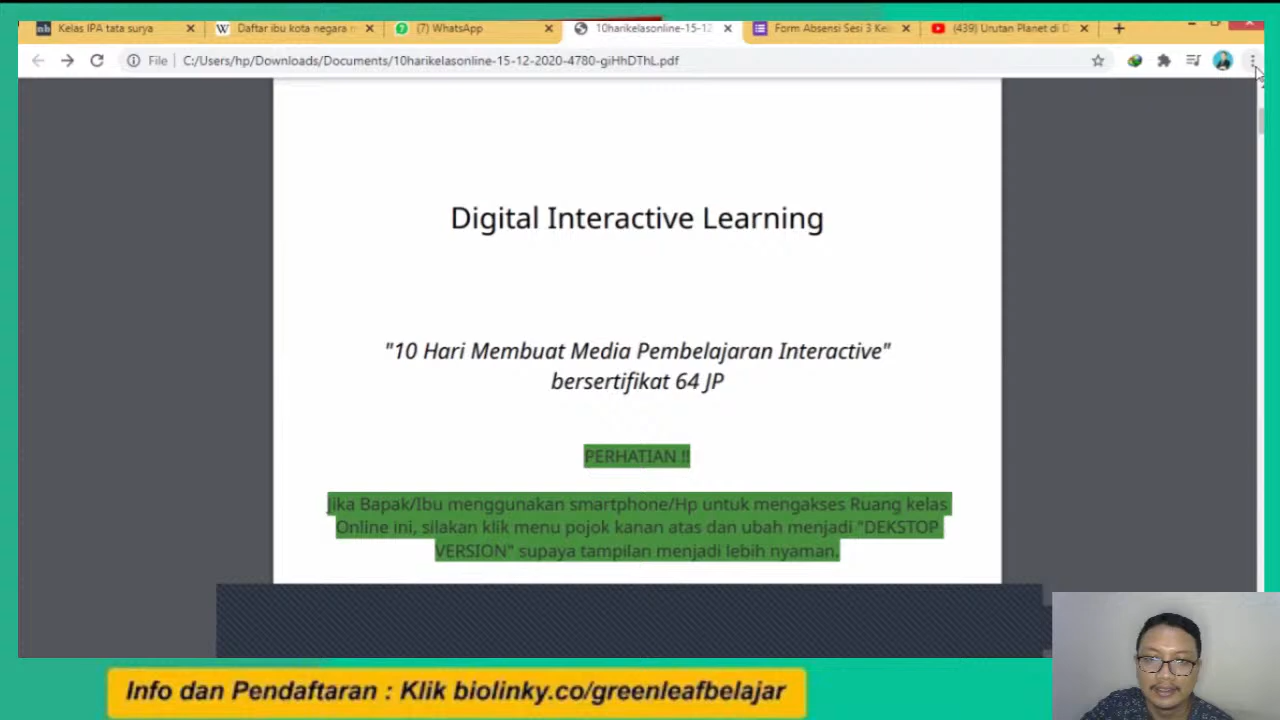 nh Kelas IPA tata surya
W Daftar ibu kota negara
(7) WhatsApp
10harikelasonline-15-12-
Form Absensi Sesi 3 Kel
(439) Urutan Planet di D
File C:/Users/hp/Downloads/Documents/10harikelasonline-15-12-2020-4780-giHhDThL.pdf
Digital Interactive Learning
"10 Hari Membuat Media Pembelajaran Interactive"
bersertifikat 64 JP
PERHATIAN !!
Jika Bapak/Ibu menggunakan smartphone/Hp untuk mengakses Ruang kelas
Online ini, silakan klik menu pojok kanan atas dan ubah menjadi "DEKSTOP
VERSION" supaya tampilan menjadi lebih nyaman.
Info dan Pendaftaran : Klik biolinky.co/greenleafbelajar